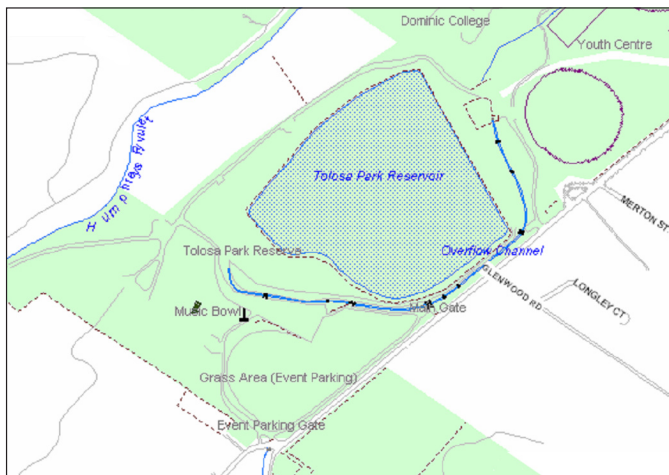 Dominic College
Youth Centre
Humphreys Rivulet
Tolosa Park Reservoir
MERTON ST
Tolosa Park Reserve
Overflow Channel
GLENWOOD RD
LONGLEY CT
Music Bowl
Main Gate
Grass Area (Event Parking)
Event Parking Gate